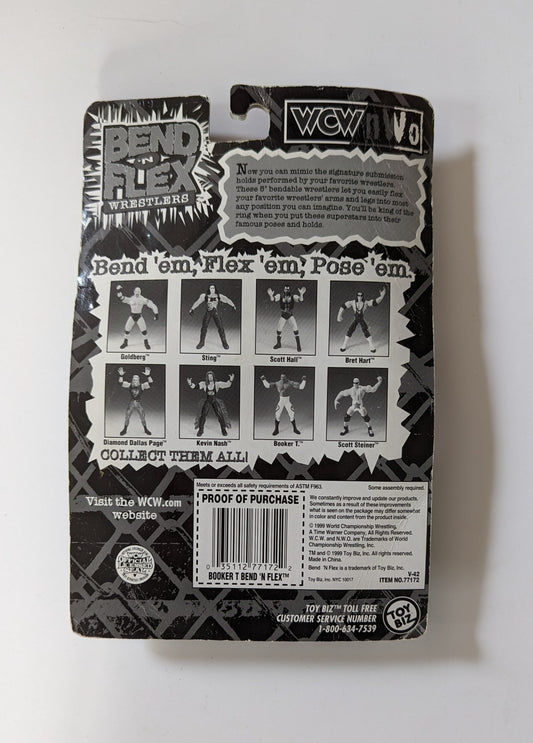 BEND
'N
FLEX
WRESTLERS
WCW nWo
Now you can mimic the signature submission
holds performed by your favorite wrestlers.
These 5" bendable wrestlers let you easily flex
your favorite wrestlers' arms and legs into most
any position you can imagine. You'll be king of the
ring when you put these superstars into their
famous poses and holds.
Bend 'em, Flex 'em, Pose 'em.
Goldberg™ Sting™ Scott Hall™ Bret Hart™
Diamond Dallas Page™ Kevin Nash™ Booker T.™ Scott Steiner™
COLLECT THEM ALL!
Meets or exceeds all safety requirements of ASTM F963. Some assembly required.
Visit the WCW.com
website
PROOF OF PURCHASE
0 35112 77172 2
BOOKER T BEND 'N FLEX™
We constantly improve and update our products.
Sometimes as a result of these improvements
what is seen on the package may differ somewhat
in color and content from the product inside.
© 1999 World Championship Wrestling.
A Time Warner Company. All rights reserved.
W.C.W. and N.W.O. are Trademarks of World
Championship Wrestling, Inc.
TM and © 1999 Toy Biz, Inc. All rights reserved.
Bend 'N Flex is a trademark of Toy Biz, Inc.
V-42
Toy Biz, Inc. NYC 10017 ITEM NO.77172
TOY BIZ™ TOLL FREE
CUSTOMER SERVICE NUMBER
1-800-634-7539
TOY
BIZ